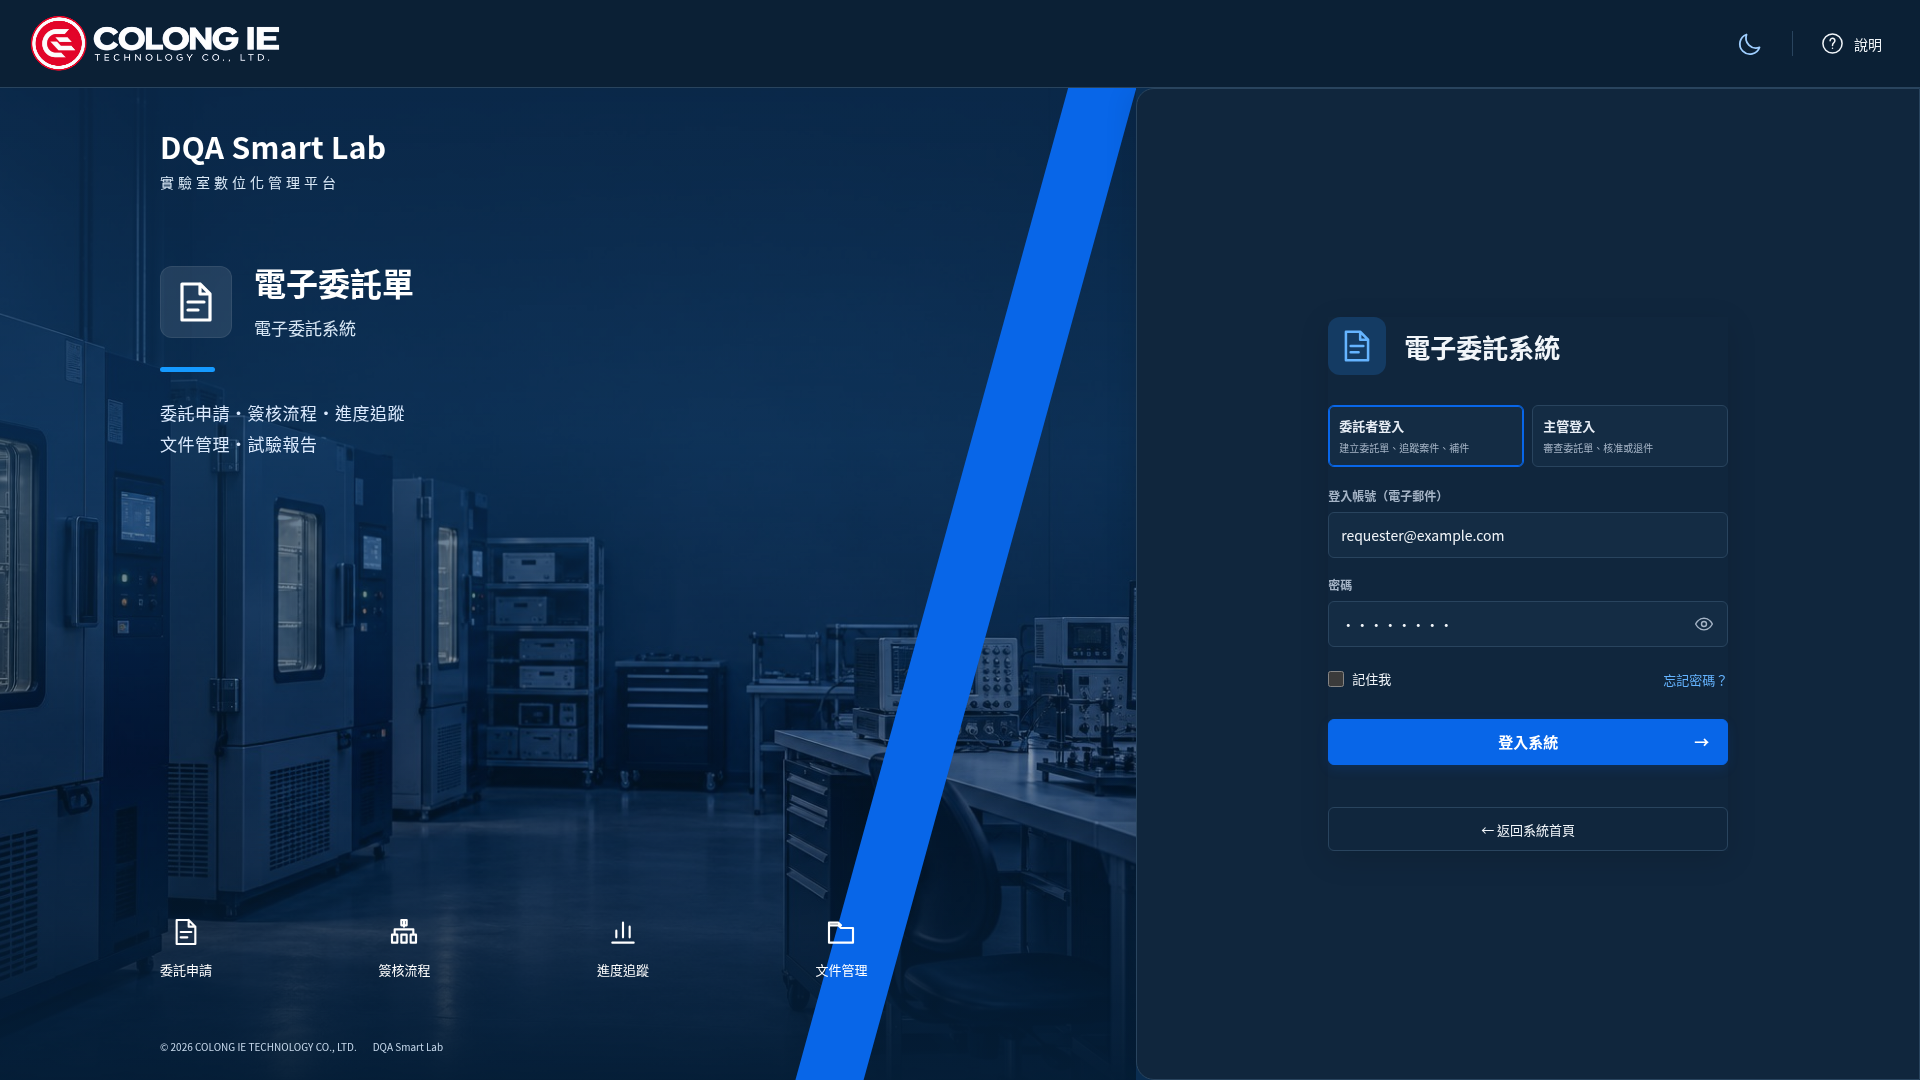 COLONG IE
TECHNOLOGY CO., LTD.
說明
DQA Smart Lab
實驗室數位化管理平台
電子委託單
電子委託系統
委託申請・簽核流程・進度追蹤
文件管理・試驗報告
委託申請
簽核流程
進度追蹤
文件管理
© 2026 COLONG IE TECHNOLOGY CO., LTD. DQA Smart Lab
電子委託系統
委託者登入
建立委託單、追蹤案件、補件
主管登入
審查委託單、核准或退件
登入帳號（電子郵件）
requester@example.com
密碼
••••••••
記住我
忘記密碼？
登入系統 →
← 返回系統首頁